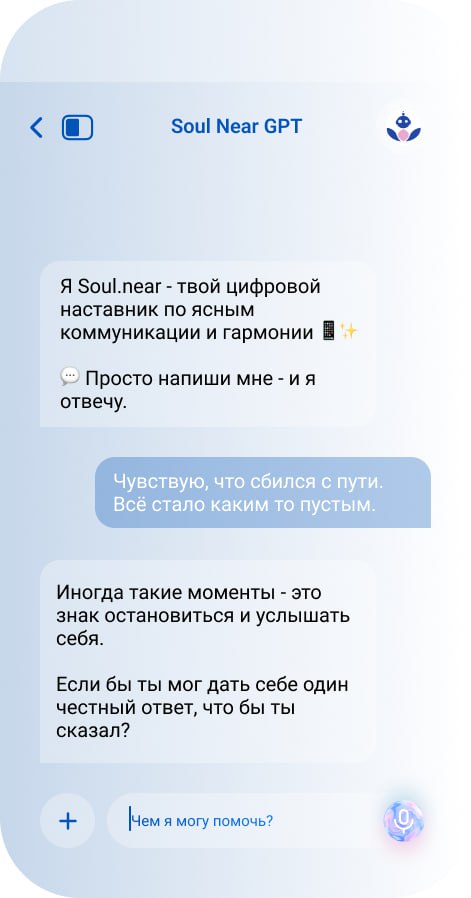 Soul Near GPT
Я Soul.near - твой цифровой
наставник по ясным
коммуникации и гармонии 📱✨
💬 Просто напиши мне - и я
отвечу.
Чувствую, что сбился с пути.
Всё стало каким то пустым.
Иногда такие моменты - это
знак остановиться и услышать
себя.
Если бы ты мог дать себе один
честный ответ, что бы ты
сказал?
Чем я могу помочь?